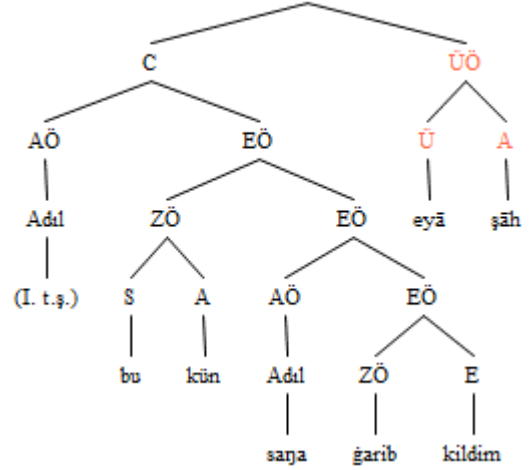 C ÜÖ
AÖ EÖ Ü A
Adıl ZÖ EÖ eyā şāh
(I. t.ş.) S A AÖ EÖ
bu kün Adıl ZÖ E
saŋa ġarib kildim